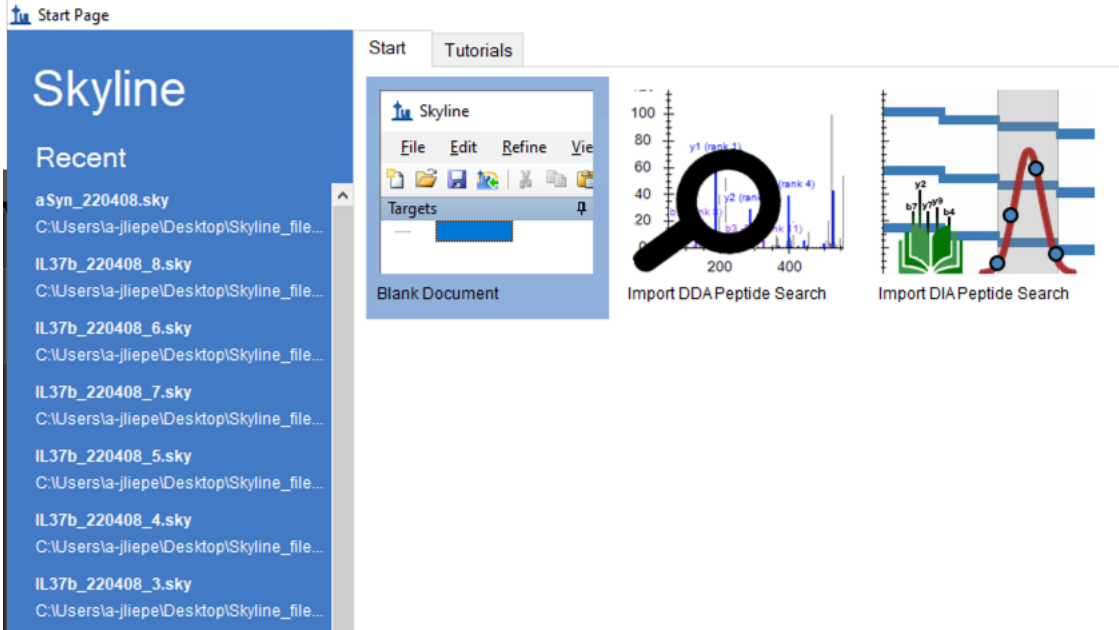 Start Page
Skyline
Recent
aSyn_220408.sky
C:\Users\a-jliepe\Desktop\Skyline_file...
IL37b_220408_8.sky
C:\Users\a-jliepe\Desktop\Skyline_file...
IL37b_220408_6.sky
C:\Users\a-jliepe\Desktop\Skyline_file...
IL37b_220408_7.sky
C:\Users\a-jliepe\Desktop\Skyline_file...
IL37b_220408_5.sky
C:\Users\a-jliepe\Desktop\Skyline_file...
IL37b_220408_4.sky
C:\Users\a-jliepe\Desktop\Skyline_file...
IL37b_220408_3.sky
C:\Users\a-jliepe\Desktop\Skyline_file...
Start Tutorials
Skyline
File Edit Refine Vie
Targets
Blank Document
100
80
60
40
20
0
200 400
y1 (rank 1)
y2 (rank 4)
Import DDA Peptide Search
y2
b7 y7 y9 b4
Import DIA Peptide Search